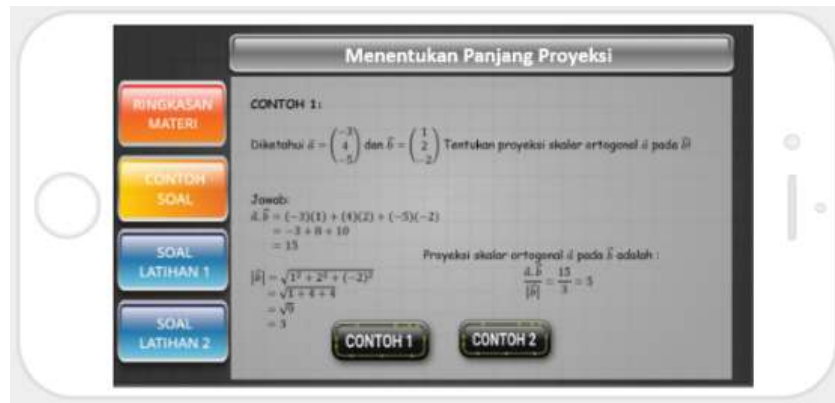 Menentukan Panjang Proyeksi
RINGKASAN
MATERI
CONTOH
SOAL
SOAL
LATIHAN 1
SOAL
LATIHAN 2
CONTOH 1:
Diketahui a⃗ = (−3 4 −5) dan b⃗ = (1 2 −2) Tentukan proyeksi skalar ortogonal a⃗ pada b⃗!
Jawab:
a⃗. b⃗ = (−3)(1) + (4)(2) + (−5)(−2)
= −3 + 8 + 10
= 15
|b⃗| = √1² + 2² + (−2)²
= √1 + 4 + 4
= √9
= 3
Proyeksi skalar ortogonal a⃗ pada b⃗ adalah :
a⃗. b⃗ / |b⃗| = 15/3 = 5
CONTOH 1
CONTOH 2